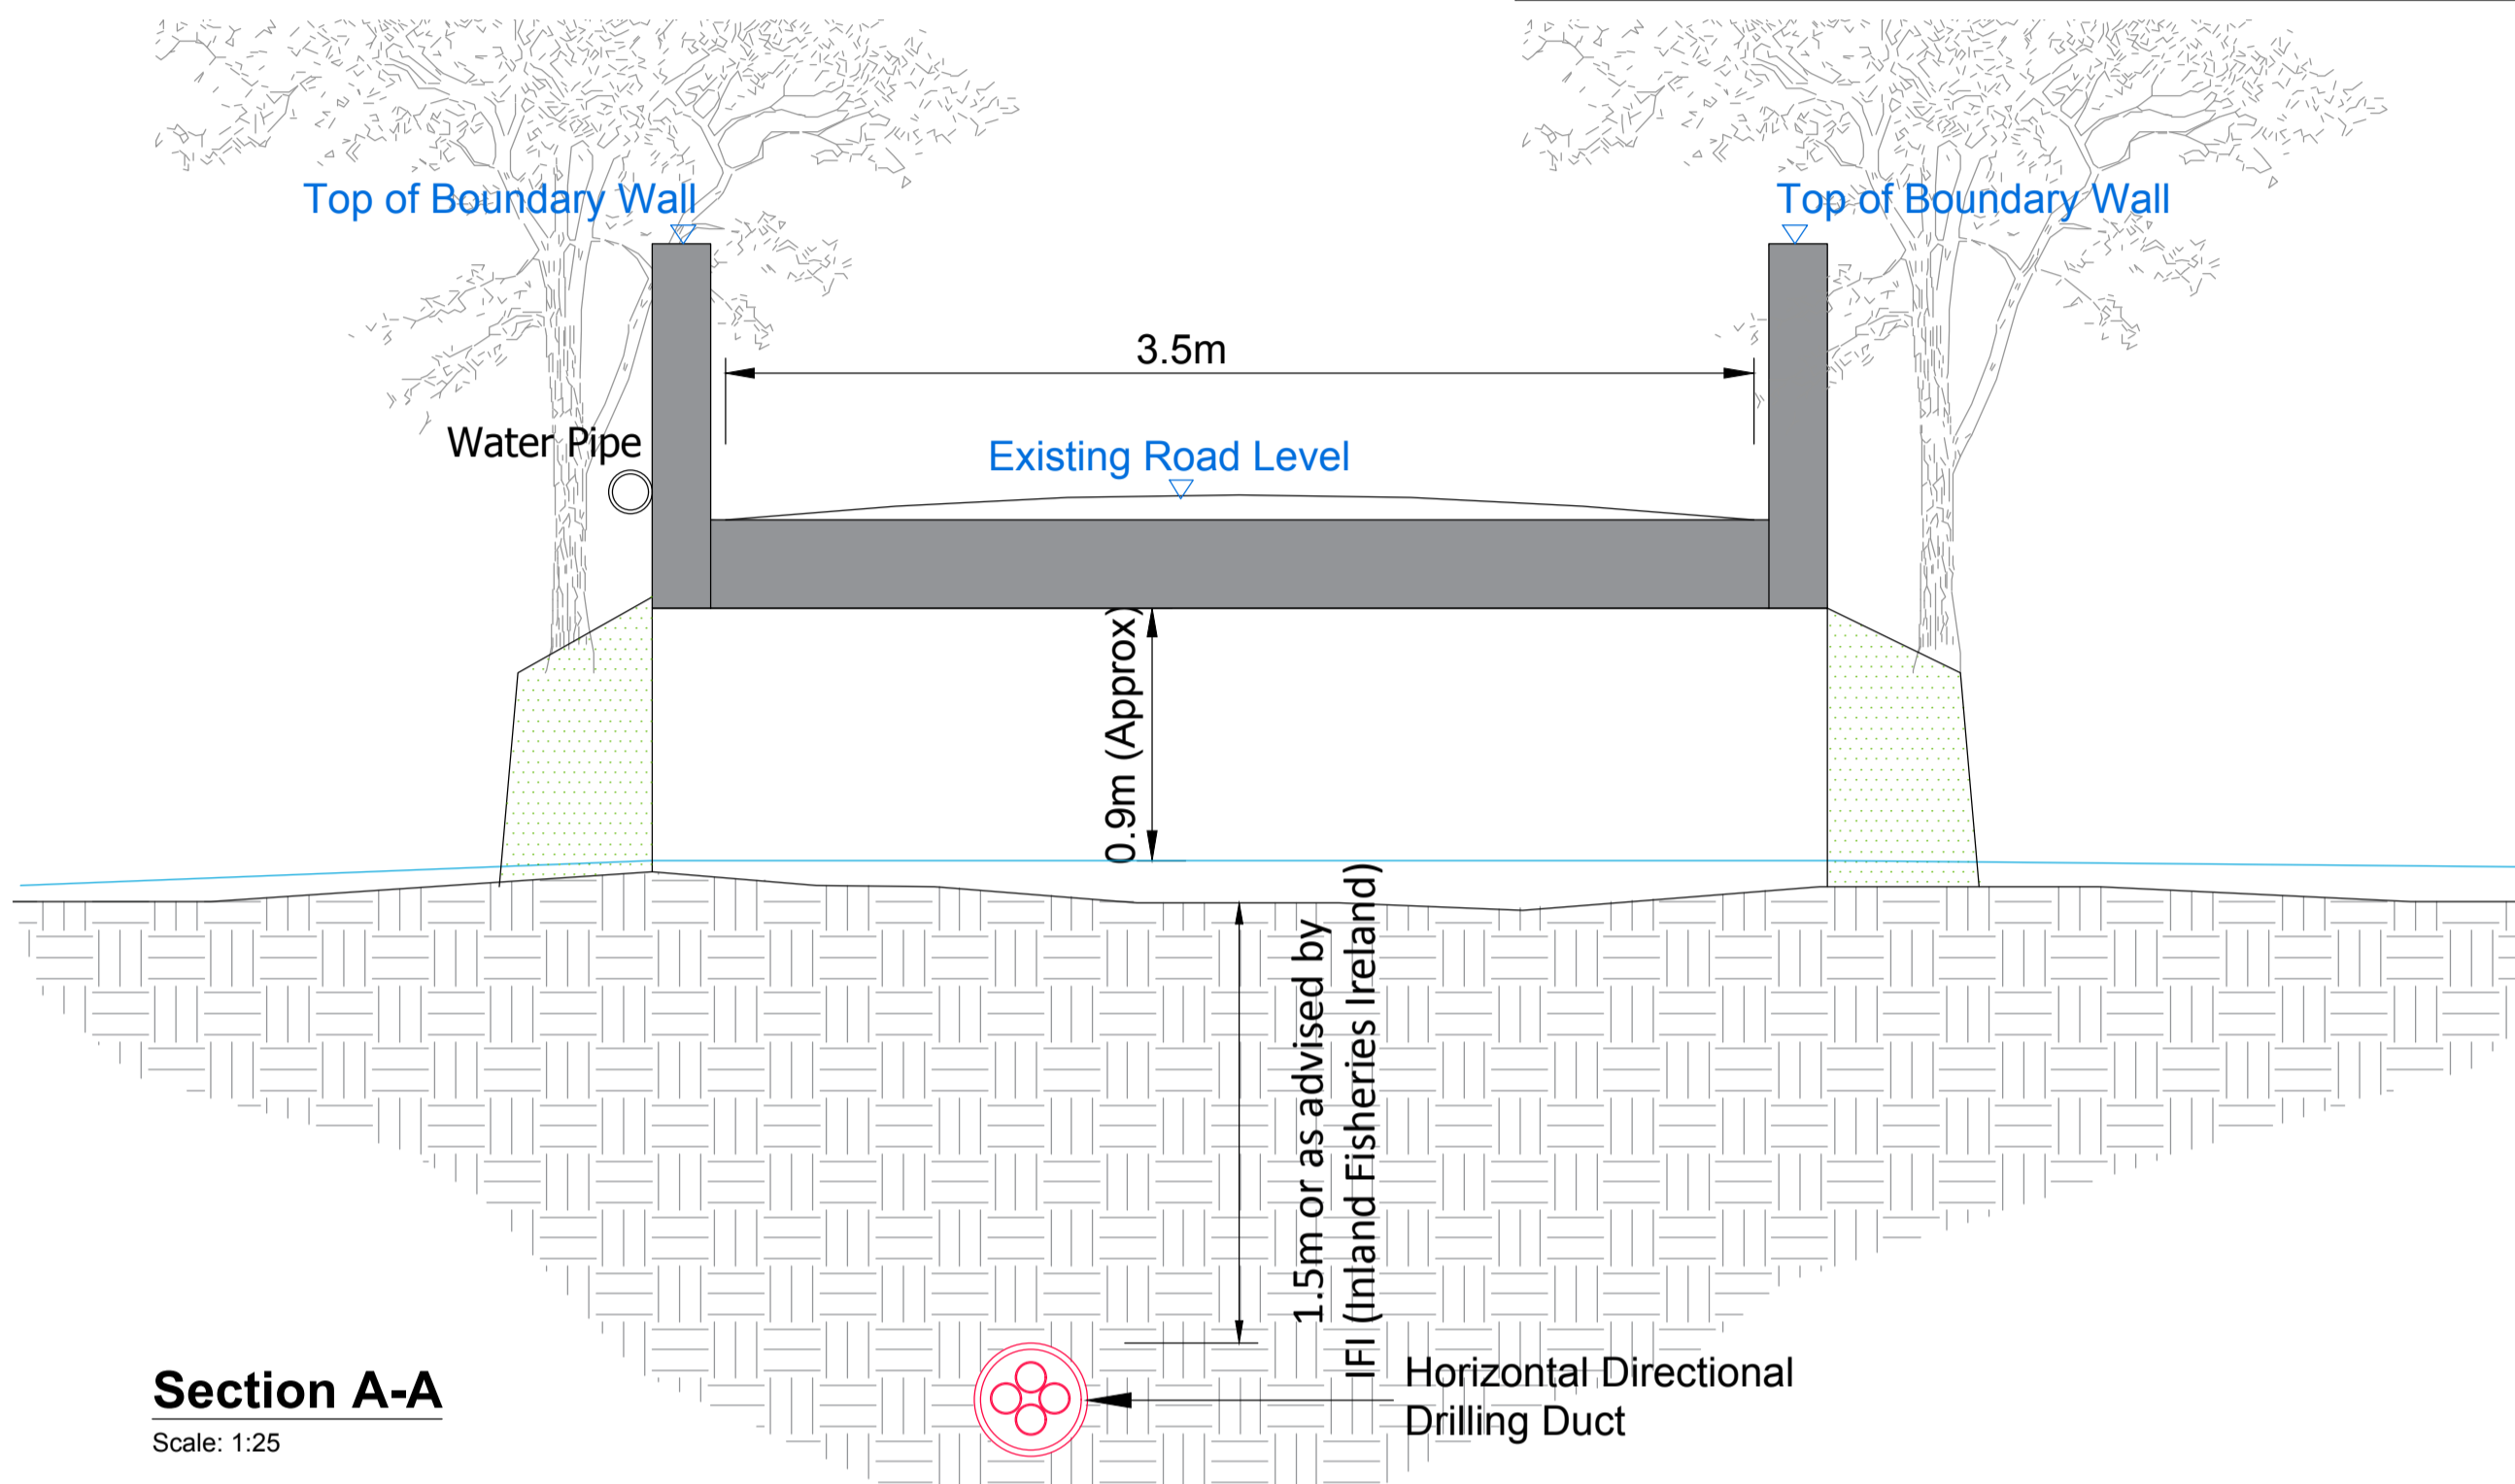 Top of Boundary Wall
Top of Boundary Wall
3.5m
Water Pipe
Existing Road Level
0.9m (Approx)
1.5m or as advised by
IFI (Inland Fisheries Ireland)
Horizontal Directional
Drilling Duct
Section A-A
Scale: 1:25